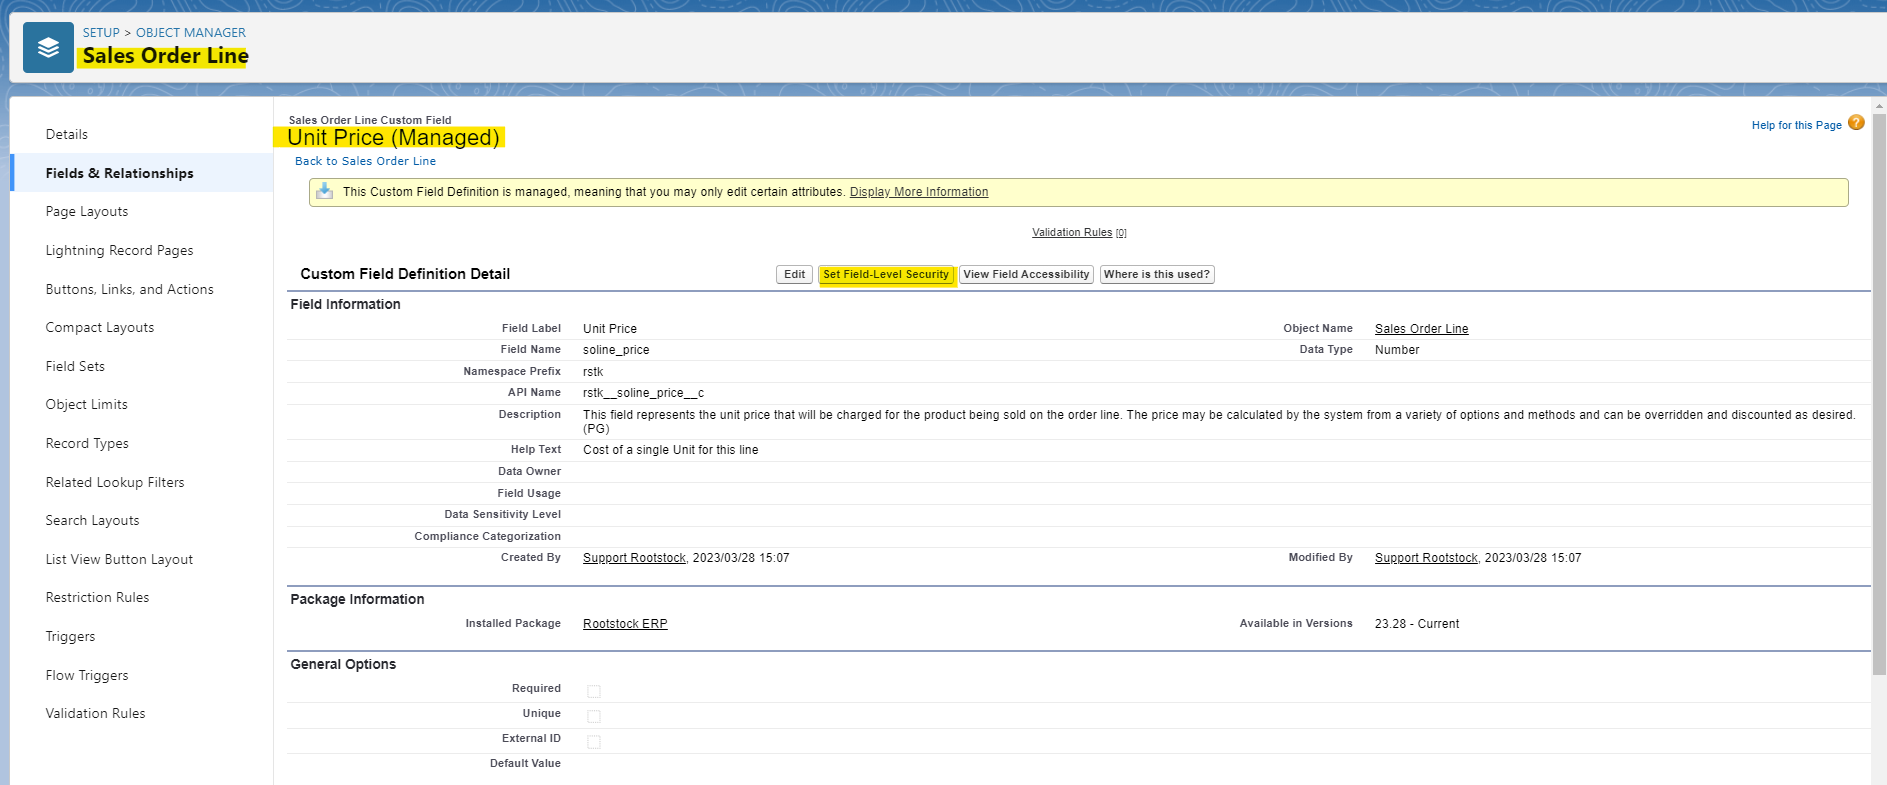 SETUP > OBJECT MANAGER
Sales Order Line
Details
Fields & Relationships
Page Layouts
Lightning Record Pages
Buttons, Links, and Actions
Compact Layouts
Field Sets
Object Limits
Record Types
Related Lookup Filters
Search Layouts
List View Button Layout
Restriction Rules
Triggers
Flow Triggers
Validation Rules
Sales Order Line Custom Field
Unit Price (Managed)
Help for this Page ?
Back to Sales Order Line
This Custom Field Definition is managed, meaning that you may only edit certain attributes. Display More Information
Validation Rules [0]
Custom Field Definition Detail Edit Set Field-Level Security View Field Accessibility Where is this used?
Field Information
Field Label Unit Price Object Name Sales Order Line
Field Name soline_price Data Type Number
Namespace Prefix rstk
API Name rstk__soline_price__c
Description This field represents the unit price that will be charged for the product being sold on the order line. The price may be calculated by the system from a variety of options and methods and can be overridden and discounted as desired.
(PG)
Help Text Cost of a single Unit for this line
Data Owner
Field Usage
Data Sensitivity Level
Compliance Categorization
Created By Support Rootstock, 2023/03/28 15:07 Modified By Support Rootstock, 2023/03/28 15:07
Package Information
Installed Package Rootstock ERP Available in Versions 23.28 - Current
General Options
Required
Unique
External ID
Default Value